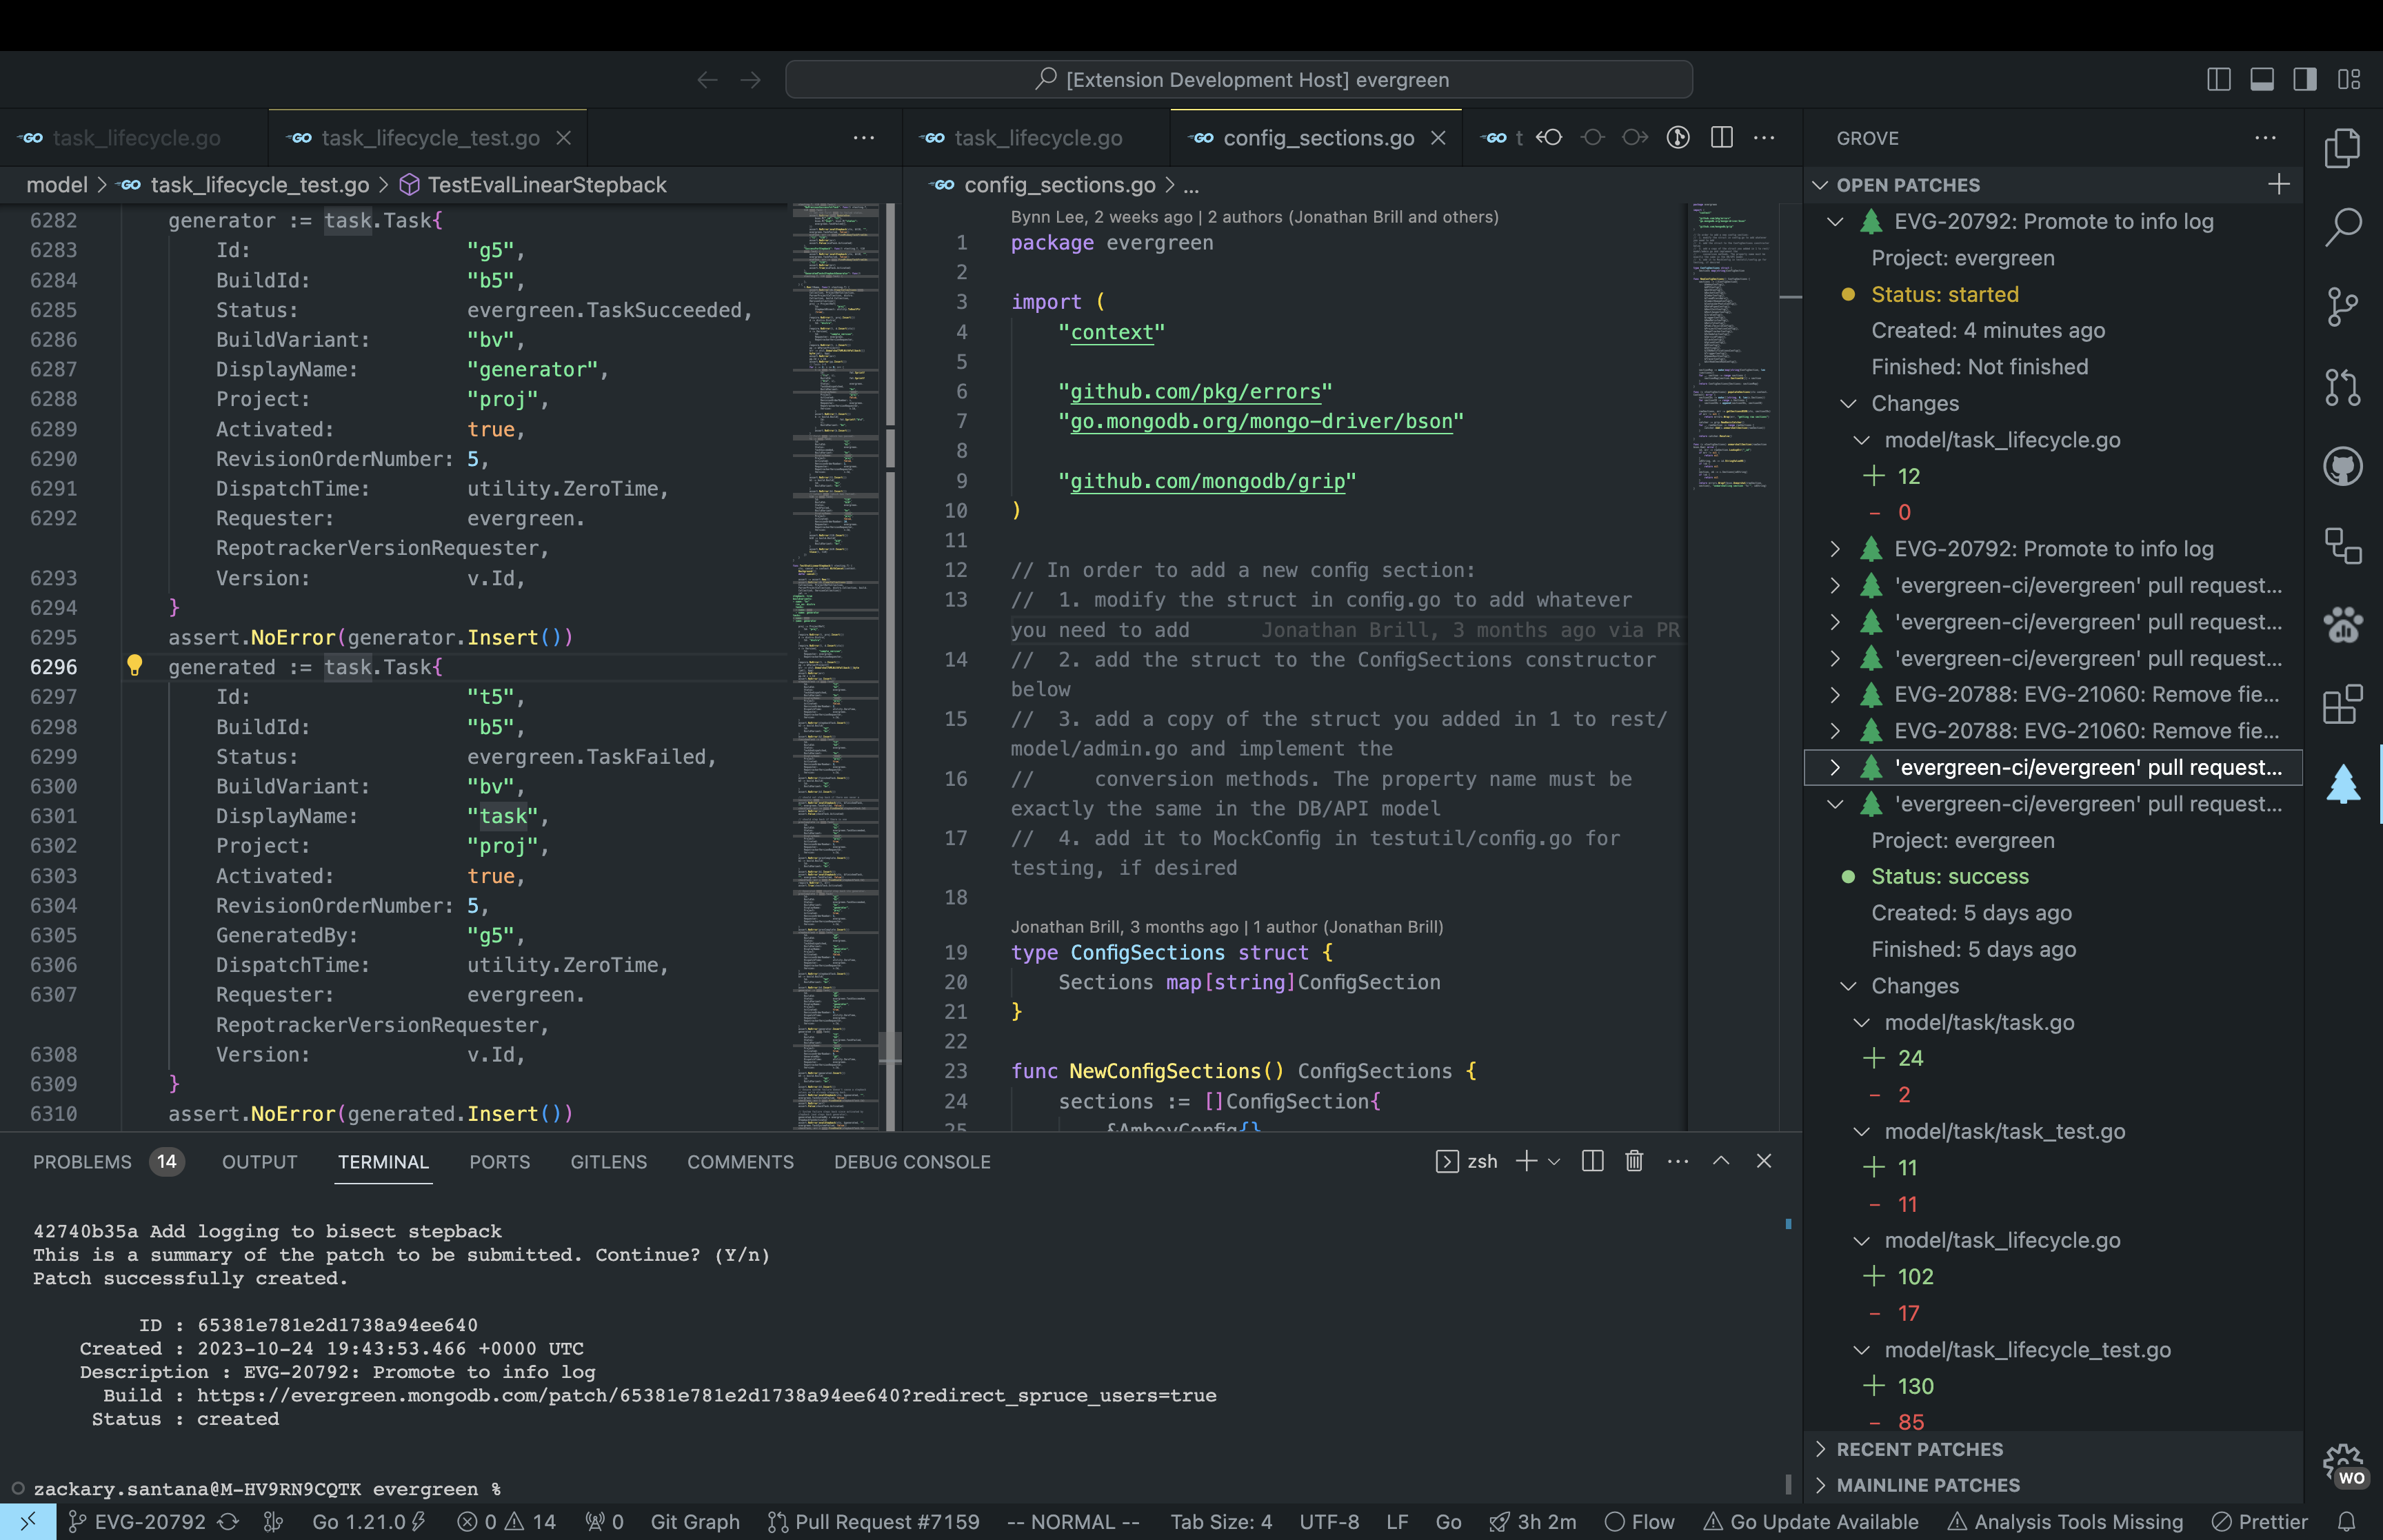 [Extension Development Host] evergreen
task_lifecycle.go
task_lifecycle_test.go
model > task_lifecycle_test.go > TestEvalLinearStepback
6282 generator := task.Task{
6283 Id: "g5",
6284 BuildId: "b5",
6285 Status: evergreen.TaskSucceeded,
6286 BuildVariant: "bv",
6287 DisplayName: "generator",
6288 Project: "proj",
6289 Activated: true,
6290 RevisionOrderNumber: 5,
6291 DispatchTime: utility.ZeroTime,
6292 Requester: evergreen.
RepotrackerVersionRequester,
6293 Version: v.Id,
6294 }
6295 assert.NoError(generator.Insert())
6296 generated := task.Task{
6297 Id: "t5",
6298 BuildId: "b5",
6299 Status: evergreen.TaskFailed,
6300 BuildVariant: "bv",
6301 DisplayName: "task",
6302 Project: "proj",
6303 Activated: true,
6304 RevisionOrderNumber: 5,
6305 GeneratedBy: "g5",
6306 DispatchTime: utility.ZeroTime,
6307 Requester: evergreen.
RepotrackerVersionRequester,
6308 Version: v.Id,
6309 }
6310 assert.NoError(generated.Insert())
GO task_lifecycle.go
GO config_sections.go
GO t
GO config_sections.go > ...
Bynn Lee, 2 weeks ago | 2 authors (Jonathan Brill and others)
1 package evergreen
2
3 import (
4 "context"
5
6 "github.com/pkg/errors"
7 "go.mongodb.org/mongo-driver/bson"
8
9 "github.com/mongodb/grip"
10 )
11
12 // In order to add a new config section:
13 // 1. modify the struct in config.go to add whatever
you need to add Jonathan Brill, 3 months ago via PR
14 // 2. add the struct to the ConfigSections constructor
below
15 // 3. add a copy of the struct you added in 1 to rest/
model/admin.go and implement the
16 // conversion methods. The property name must be
exactly the same in the DB/API model
17 // 4. add it to MockConfig in testutil/config.go for
testing, if desired
18
Jonathan Brill, 3 months ago | 1 author (Jonathan Brill)
19 type ConfigSections struct {
20 Sections map[string]ConfigSection
21 }
22
23 func NewConfigSections() ConfigSections {
24 sections := []ConfigSection{
25 &AmboyConfig{},
GROVE
OPEN PATCHES
EVG-20792: Promote to info log
Project: evergreen
Status: started
Created: 4 minutes ago
Finished: Not finished
Changes
model/task_lifecycle.go
+ 12
- 0
EVG-20792: Promote to info log
'evergreen-ci/evergreen' pull request...
'evergreen-ci/evergreen' pull request...
'evergreen-ci/evergreen' pull request...
EVG-20788: EVG-21060: Remove fie...
EVG-20788: EVG-21060: Remove fie...
'evergreen-ci/evergreen' pull request...
'evergreen-ci/evergreen' pull request...
Project: evergreen
Status: success
Created: 5 days ago
Finished: 5 days ago
Changes
model/task/task.go
+ 24
- 2
model/task/task_test.go
+ 11
- 11
model/task_lifecycle.go
+ 102
- 17
model/task_lifecycle_test.go
+ 130
- 85
RECENT PATCHES
MAINLINE PATCHES
WO
PROBLEMS 14 OUTPUT TERMINAL PORTS GITLENS COMMENTS DEBUG CONSOLE
zsh
42740b35a Add logging to bisect stepback
This is a summary of the patch to be submitted. Continue? (Y/n)
Patch successfully created.
ID : 65381e781e2d1738a94ee640
Created : 2023-10-24 19:43:53.466 +0000 UTC
Description : EVG-20792: Promote to info log
Build : https://evergreen.mongodb.com/patch/65381e781e2d1738a94ee640?redirect_spruce_users=true
Status : created
zackary.santana@M-HV9RN9CQTK evergreen %
EVG-20792 Go 1.21.0 0 14 0 Git Graph Pull Request #7159 -- NORMAL -- Tab Size: 4 UTF-8 LF Go 3h 2m Flow Go Update Available Analysis Tools Missing Prettier